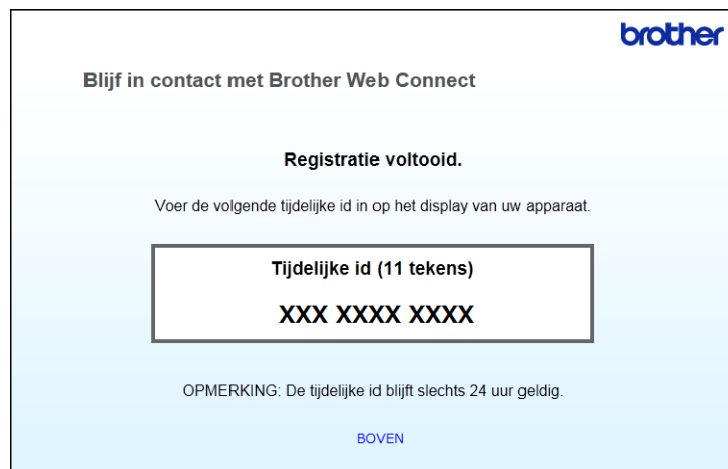 brother
Blijf in contact met Brother Web Connect
Registratie voltooid.
Voer de volgende tijdelijke id in op het display van uw apparaat.
Tijdelijke id (11 tekens)
XXX XXXX XXXX
OPMERKING: De tijdelijke id blijft slechts 24 uur geldig.
BOVEN